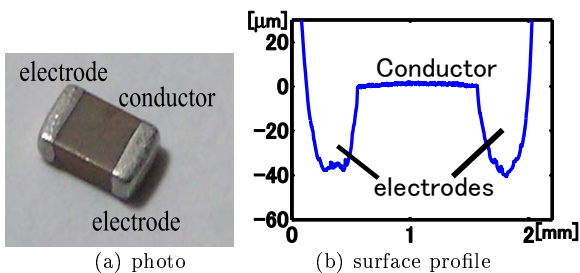 electrode
conductor
electrode
(a) photo
[μm]
20
0
-20
-40
-60
Conductor
electrodes
0
1
2
[mm]
(b) surface profile